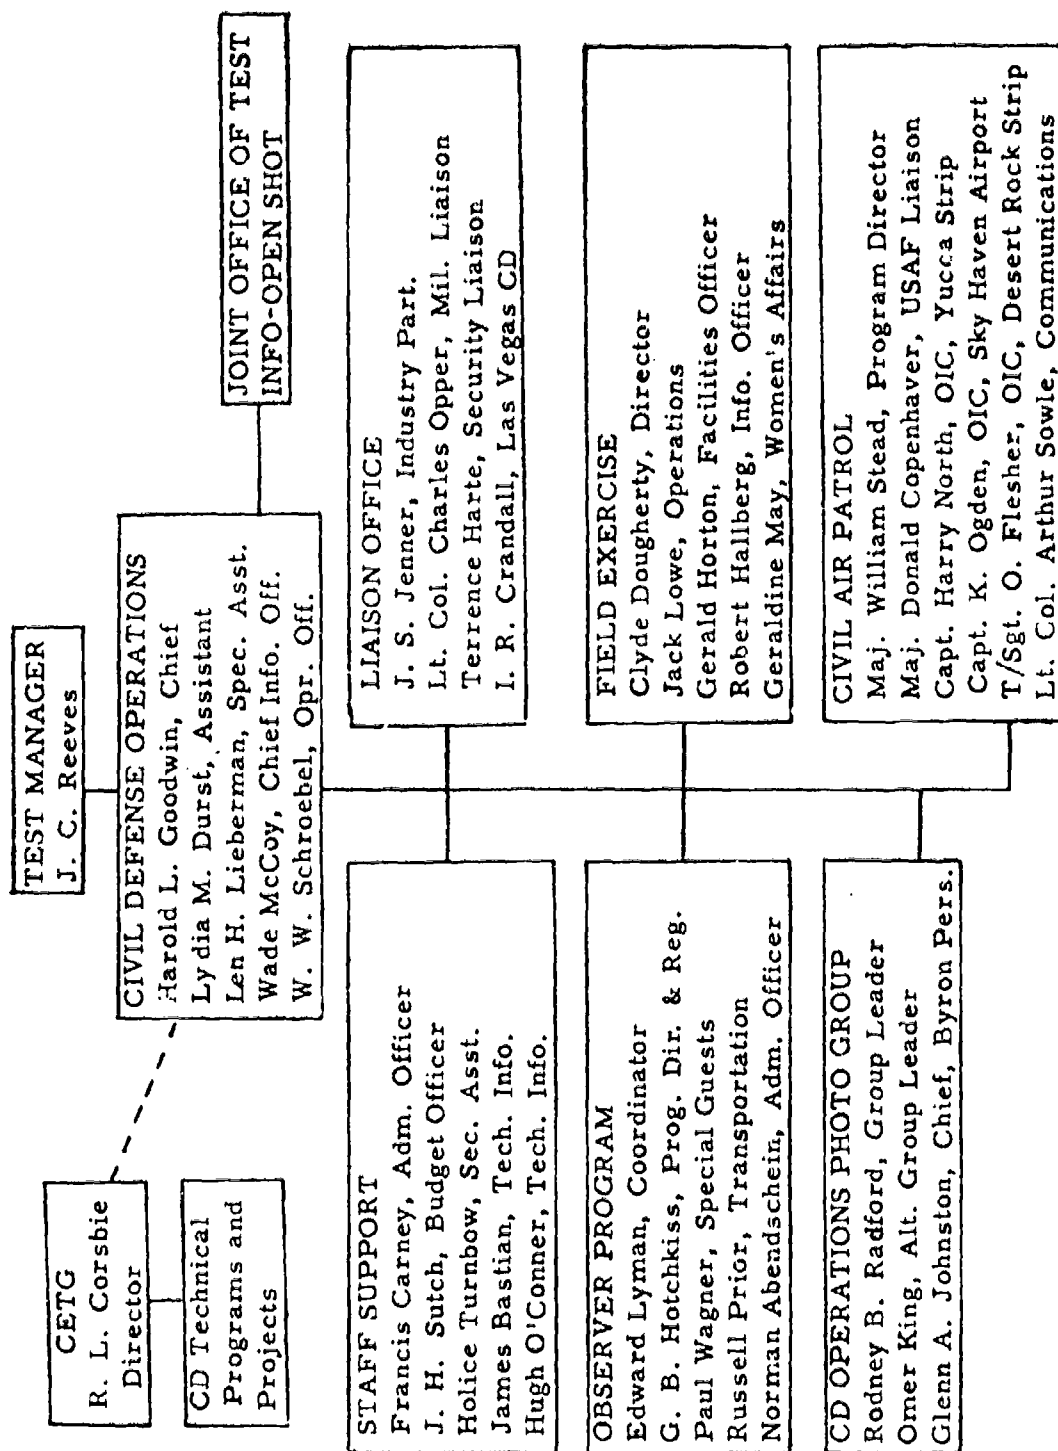 TEST MANAGER
J. C. Reeves
CETG
R. L. Corsbie
Director
CD Technical
Programs and
Projects
CIVIL DEFENSE OPERATIONS
Harold L. Goodwin, Chief
Lydia M. Durst, Assistant
Len H. Lieberman, Spec. Asst.
Wade McCoy, Chief Info. Off.
W. W. Schroebel, Opr. Off.
JOINT OFFICE OF TEST
INFO-OPEN SHOT
STAFF SUPPORT
Francis Carney, Adm. Officer
J. H. Sutch, Budget Officer
Holice Turnbow, Sec. Asst.
James Bastian, Tech. Info.
Hugh O'Conner, Tech. Info.
LIAISON OFFICE
J. S. Jenner, Industry Part.
Lt. Col. Charles Opper, Mil. Liaison
Terrence Harte, Security Liaison
I. R. Crandall, Las Vegas CD
OBSERVER PROGRAM
Edward Lyman, Coordinator
G. B. Hotchkiss, Prog. Dir. & Reg.
Paul Wagner, Special Guests
Russell Prior, Transportation
Norman Abendschein, Adm. Officer
FIELD EXERCISE
Clyde Dougherty, Director
Jack Lowe, Operations
Gerald Horton, Facilities Officer
Robert Hallberg, Info. Officer
Geraldine May, Women's Affairs
CD OPERATIONS PHOTO GROUP
Rodney B. Radford, Group Leader
Omer King, Alt. Group Leader
Glenn A. Johnston, Chief, Byron Pers.
CIVIL AIR PATROL
Maj. William Stead, Program Director
Maj. Donald Copenhaver, USAF Liaison
Capt. Harry North, OIC, Yucca Strip
Capt. K. Ogden, OIC, Sky Haven Airport
T/Sgt. O. Flesher, OIC, Desert Rock Strip
Lt. Col. Arthur Sowle, Communications